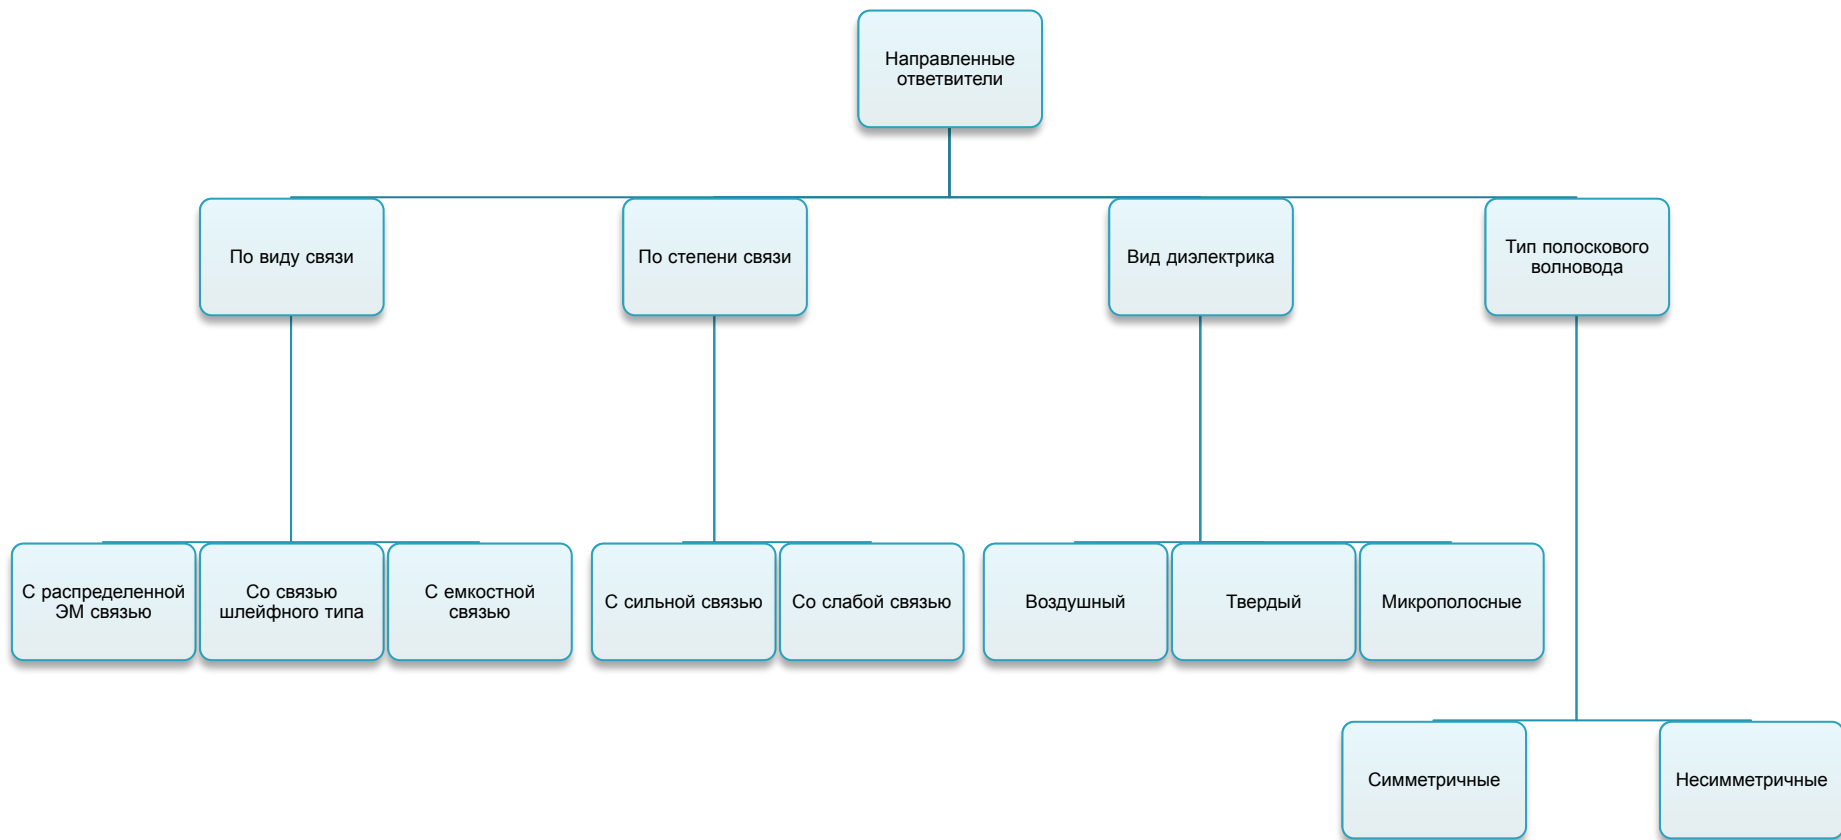 Направленные
ответвители
По виду связи
По степени связи
Вид диэлектрика
Тип полоскового
волновода
С распределенной
ЭМ связью
Со связью
шлейфного типа
С емкостной
связью
С сильной связью
Со слабой связью
Воздушный
Твердый
Микрополосные
Симметричные
Несимметричные